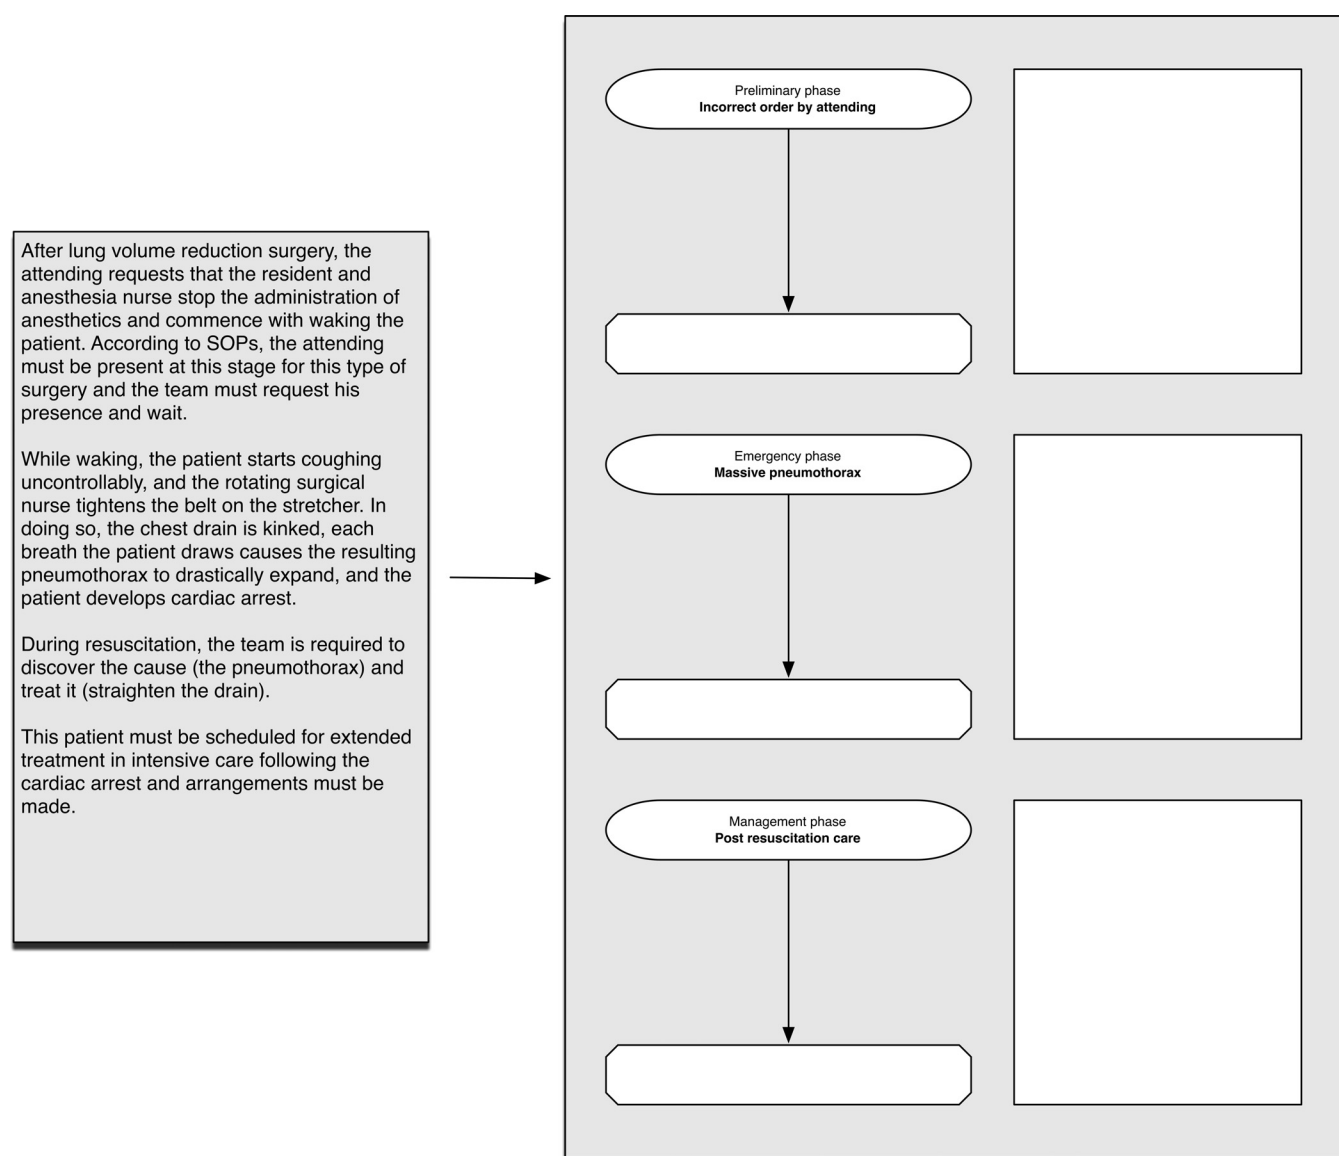 After lung volume reduction surgery, the
attending requests that the resident and
anesthesia nurse stop the administration of
anesthetics and commence with waking the
patient. According to SOPs, the attending
must be present at this stage for this type of
surgery and the team must request his
presence and wait.
While waking, the patient starts coughing
uncontrollably, and the rotating surgical
nurse tightens the belt on the stretcher. In
doing so, the chest drain is kinked, each
breath the patient draws causes the resulting
pneumothorax to drastically expand, and the
patient develops cardiac arrest.
During resuscitation, the team is required to
discover the cause (the pneumothorax) and
treat it (straighten the drain).
This patient must be scheduled for extended
treatment in intensive care following the
cardiac arrest and arrangements must be
made.
Preliminary phase
Incorrect order by attending
Emergency phase
Massive pneumothorax
Management phase
Post resuscitation care